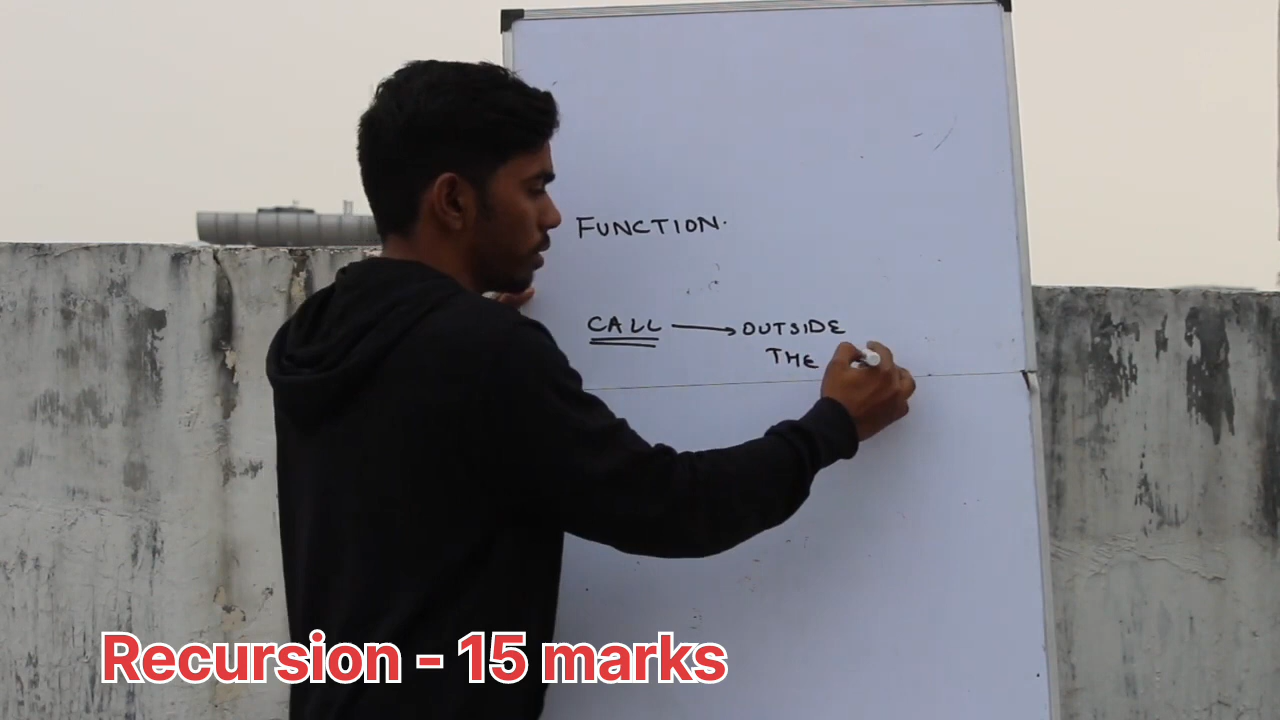 FUNCTION.
CALL → OUTSIDE
THE
Recursion - 15 marks